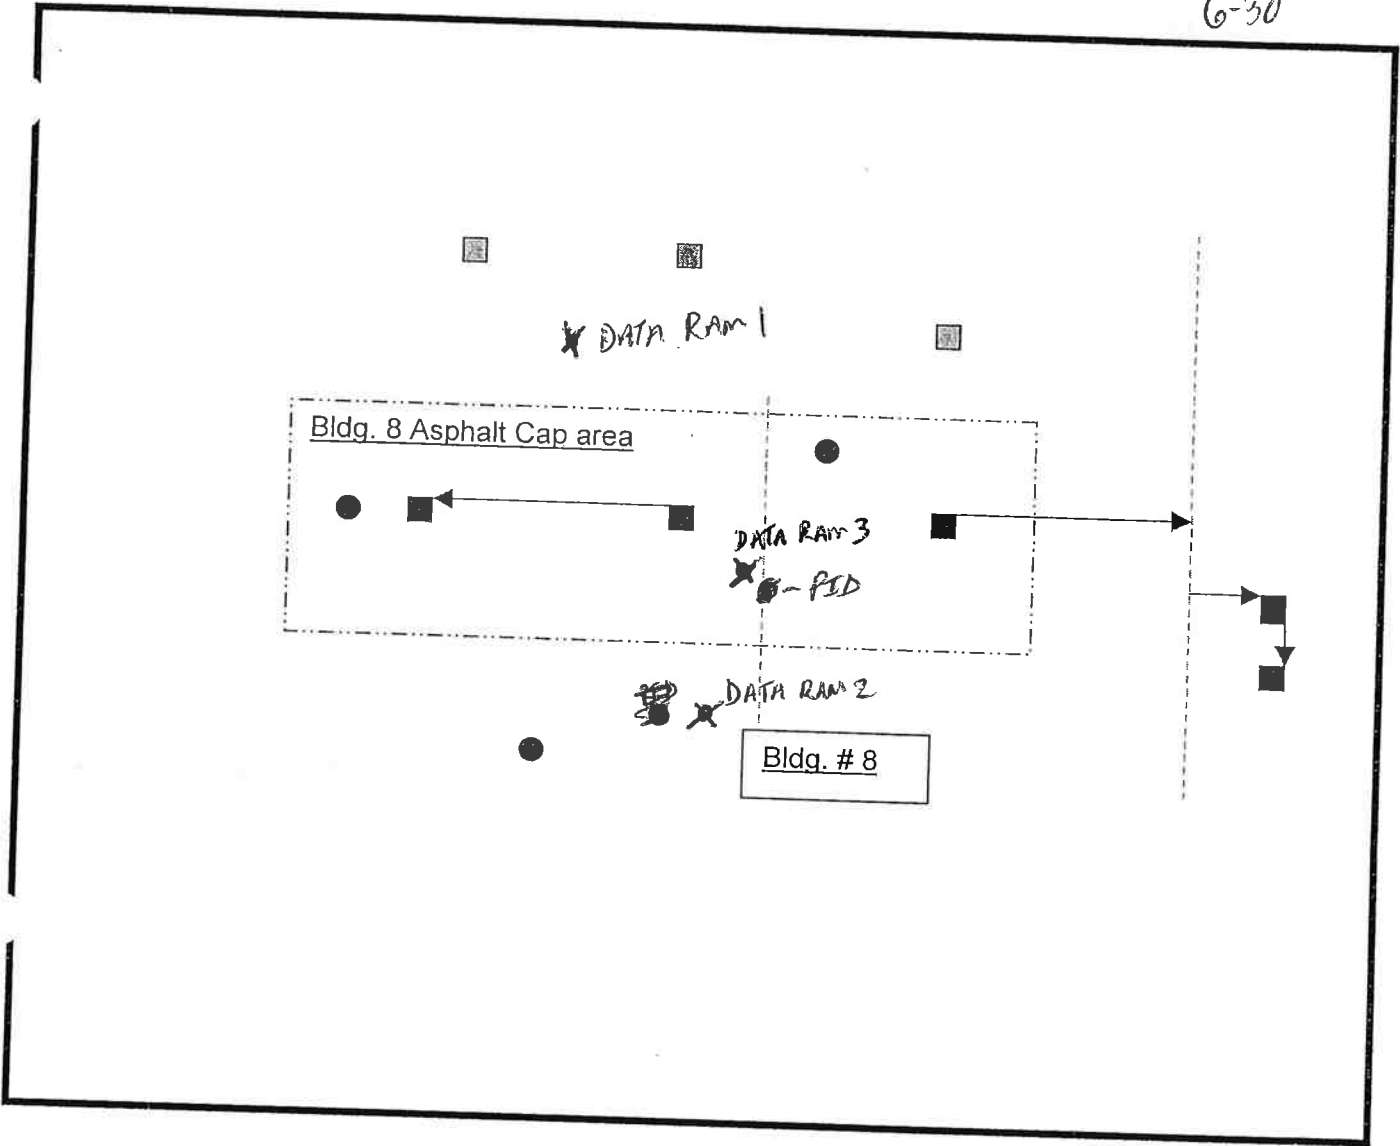 6-30
DATA RAM 1
Bldg. 8 Asphalt Cap area
DATA RAM 3
- PID
DATA RAM 2
Bldg. # 8